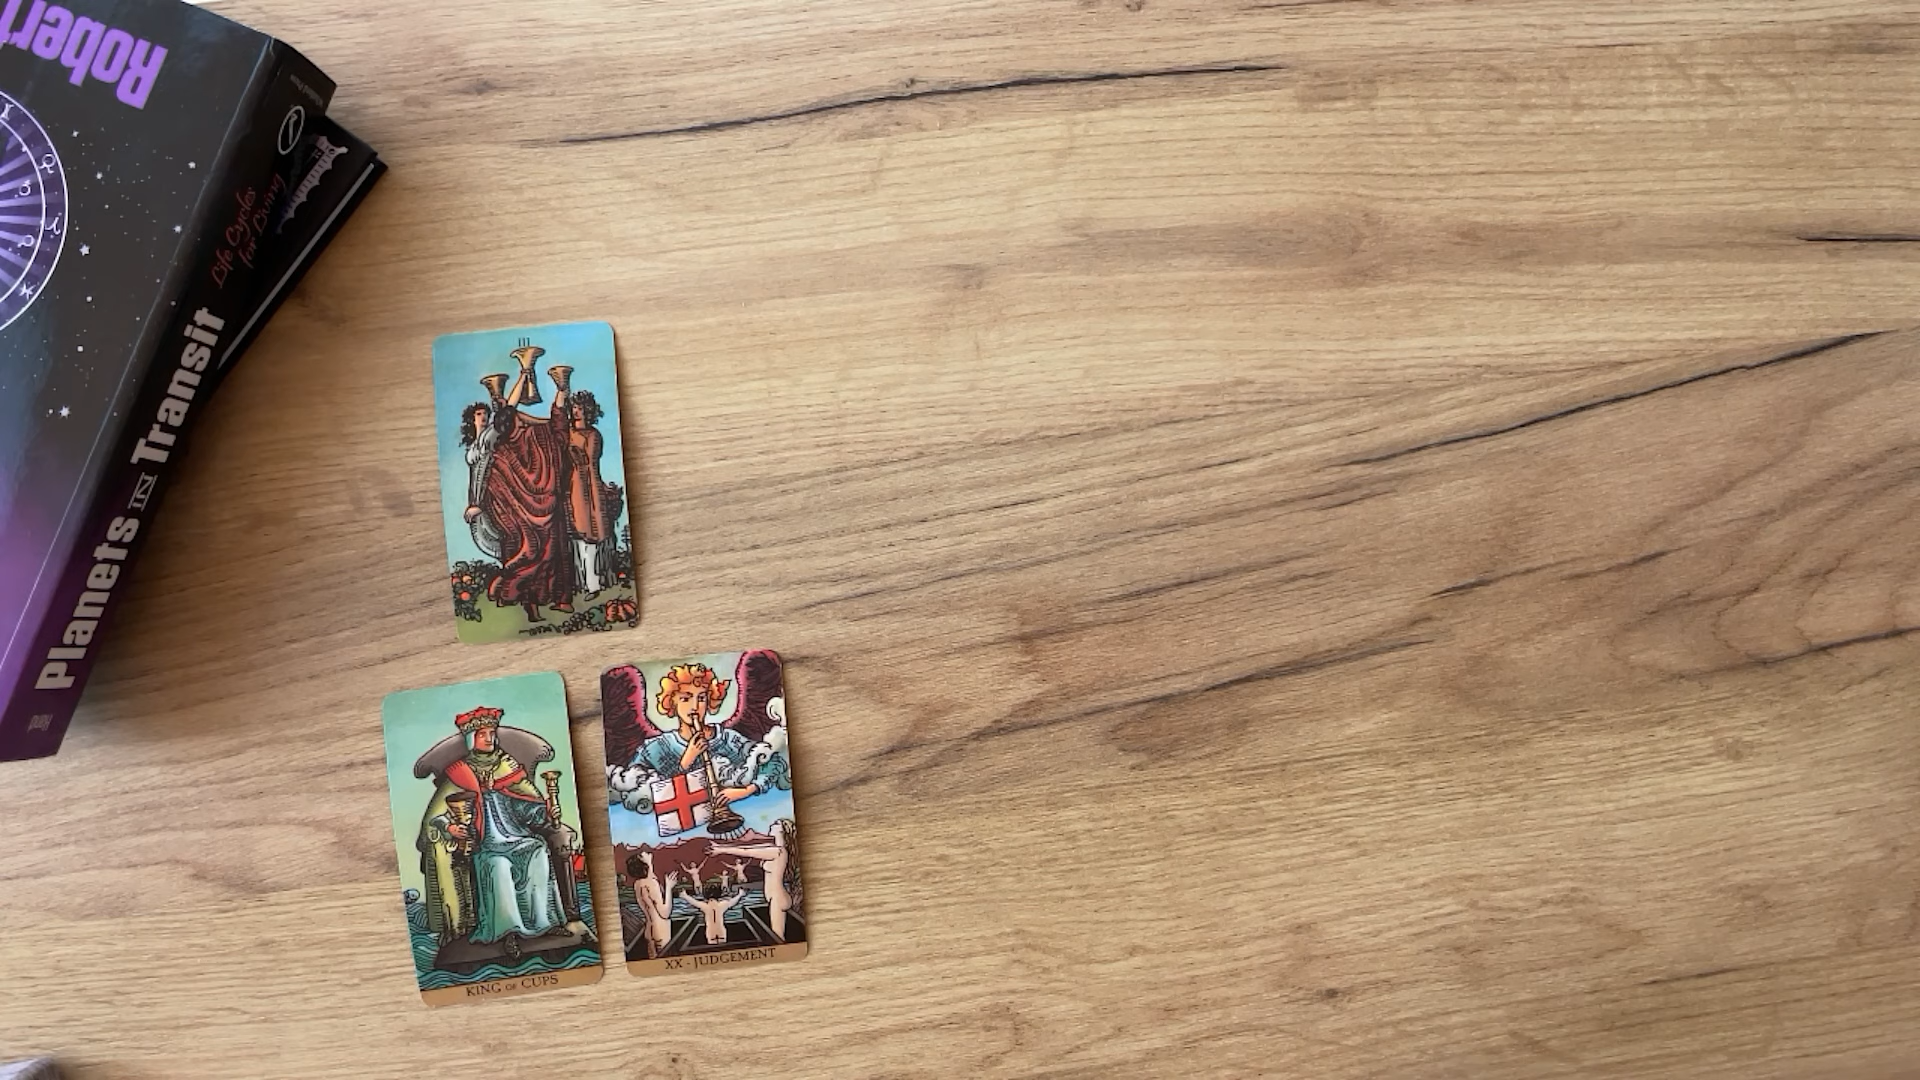 Robert
Planets IN Transit
Life Cycles
for Living
III
KING OF CUPS
XX - JUDGEMENT